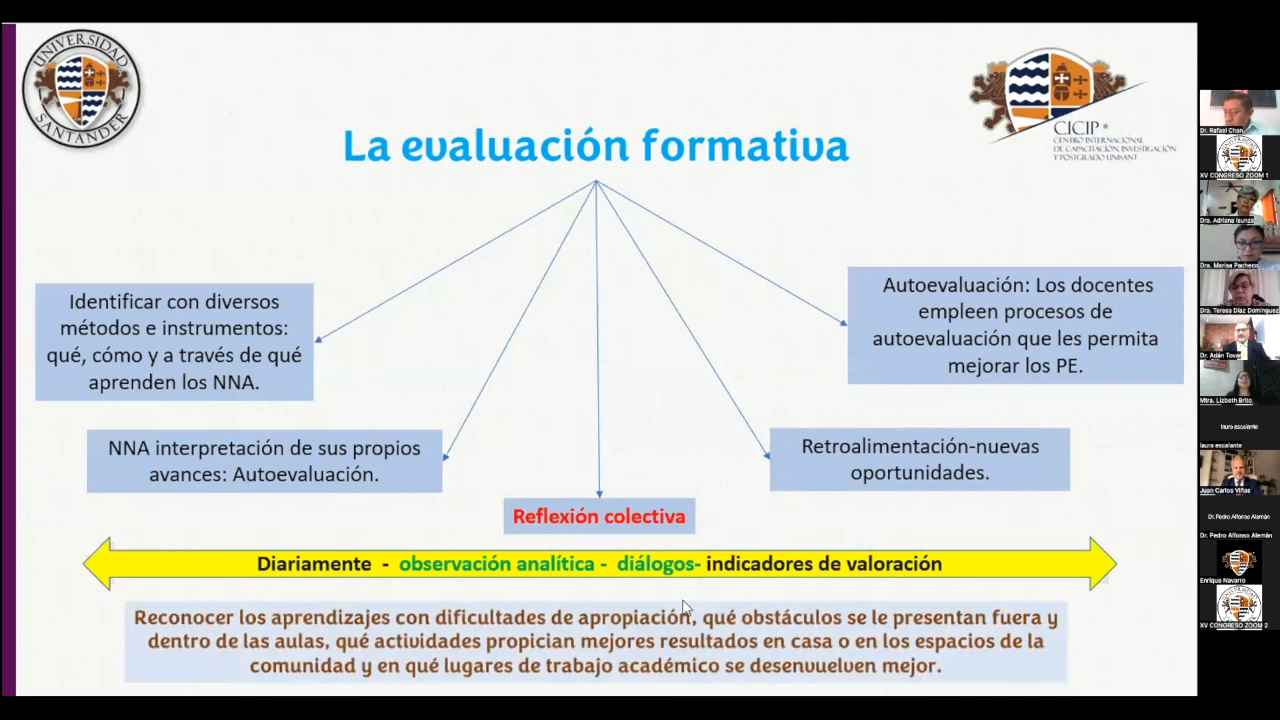 UNIVERSIDAD
SANTANDER
CICIP ®
CENTRO INTERNACIONAL
DE CAPACITACIÓN, INVESTIGACIÓN
Y POSTGRADO UNISANT
La evaluación formativa
Identificar con diversos
métodos e instrumentos:
qué, cómo y a través de qué
aprenden los NNA.
Autoevaluación: Los docentes
empleen procesos de
autoevaluación que les permita
mejorar los PE.
NNA interpretación de sus propios
avances: Autoevaluación.
Retroalimentación-nuevas
oportunidades.
Reflexión colectiva
Diariamente - observación analítica - diálogos- indicadores de valoración
Reconocer los aprendizajes con dificultades de apropiación, qué obstáculos se le presentan fuera y
dentro de las aulas, qué actividades propician mejores resultados en casa o en los espacios de la
comunidad y en qué lugares de trabajo académico se desenvuelven mejor.
Dr. Rafael Chan
XV CONGRESO ZOOM 1
Dra. Adriana Isunza
Dra. Marisa Pacheco
Dra. Teresa Díaz Domínguez
Dr. Adán Tovar
Mtra. Lizbeth Brito
laura escalante
laura escalante
Juan Carlos Viñas
Dr. Pedro Alfonso Alemán
Dr. Pedro Alfonso Alemán
Enrique Navarro
XV CONGRESO ZOOM 2